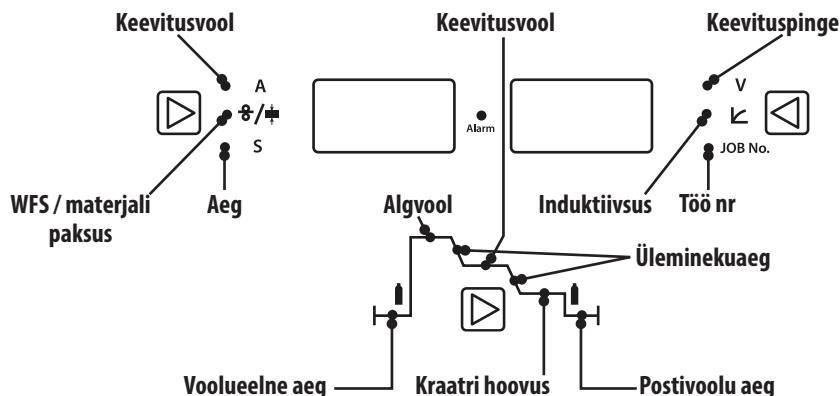 Keevitusvool Keevitusvool Keevituspinge
A V
/
Alarm
S JOB No.
WFS / materjali
paksus
Aeg Algvool Induktiivsus Töö nr
Üleminekuaeg
Voolueelne aeg Kraatri hoovus Postivoolu aeg